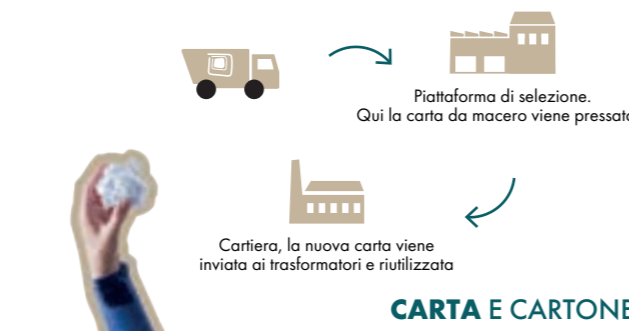 Piattaforma di selezione.
Qui la carta da macero viene pressata
Cartiera, la nuova carta viene
inviata ai trasformatori e riutilizzata
CARTA E CARTONE